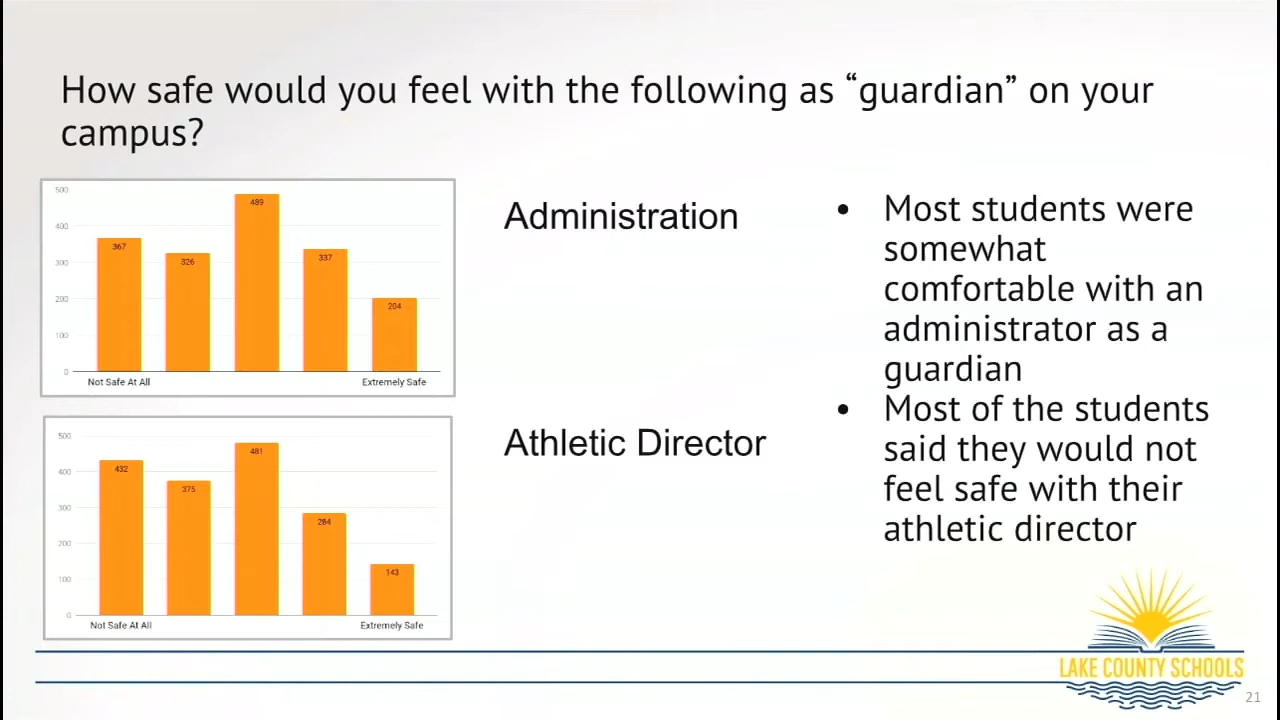 How safe would you feel with the following as “guardian” on your
campus?
500
400
300
200
100
0
367
326
489
337
204
Not Safe At All
Extremely Safe
Administration
• Most students were
somewhat
comfortable with an
administrator as a
guardian
500
400
300
200
100
0
432
375
481
284
143
Not Safe At All
Extremely Safe
Athletic Director
• Most of the students
said they would not
feel safe with their
athletic director
LAKE COUNTY SCHOOLS
21